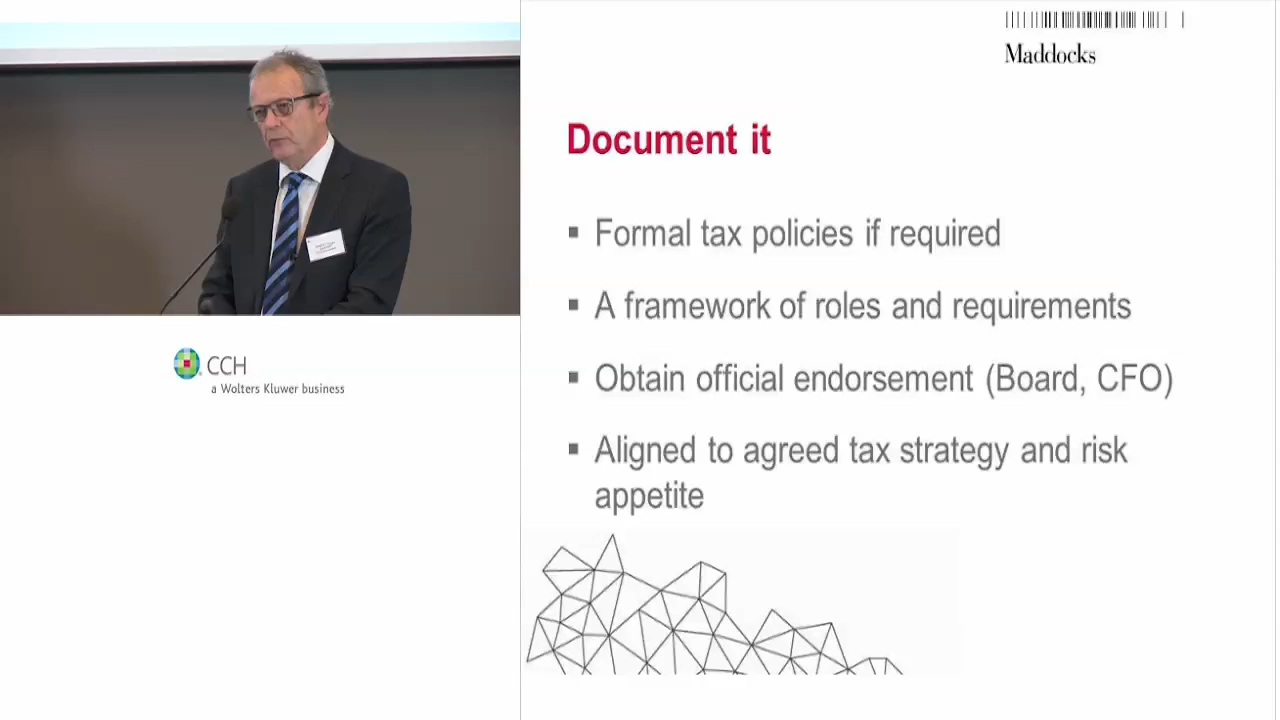 Maddocks
Document it
▪ Formal tax policies if required
▪ A framework of roles and requirements
▪ Obtain official endorsement (Board, CFO)
▪ Aligned to agreed tax strategy and risk
appetite
CCH
a Wolters Kluwer business